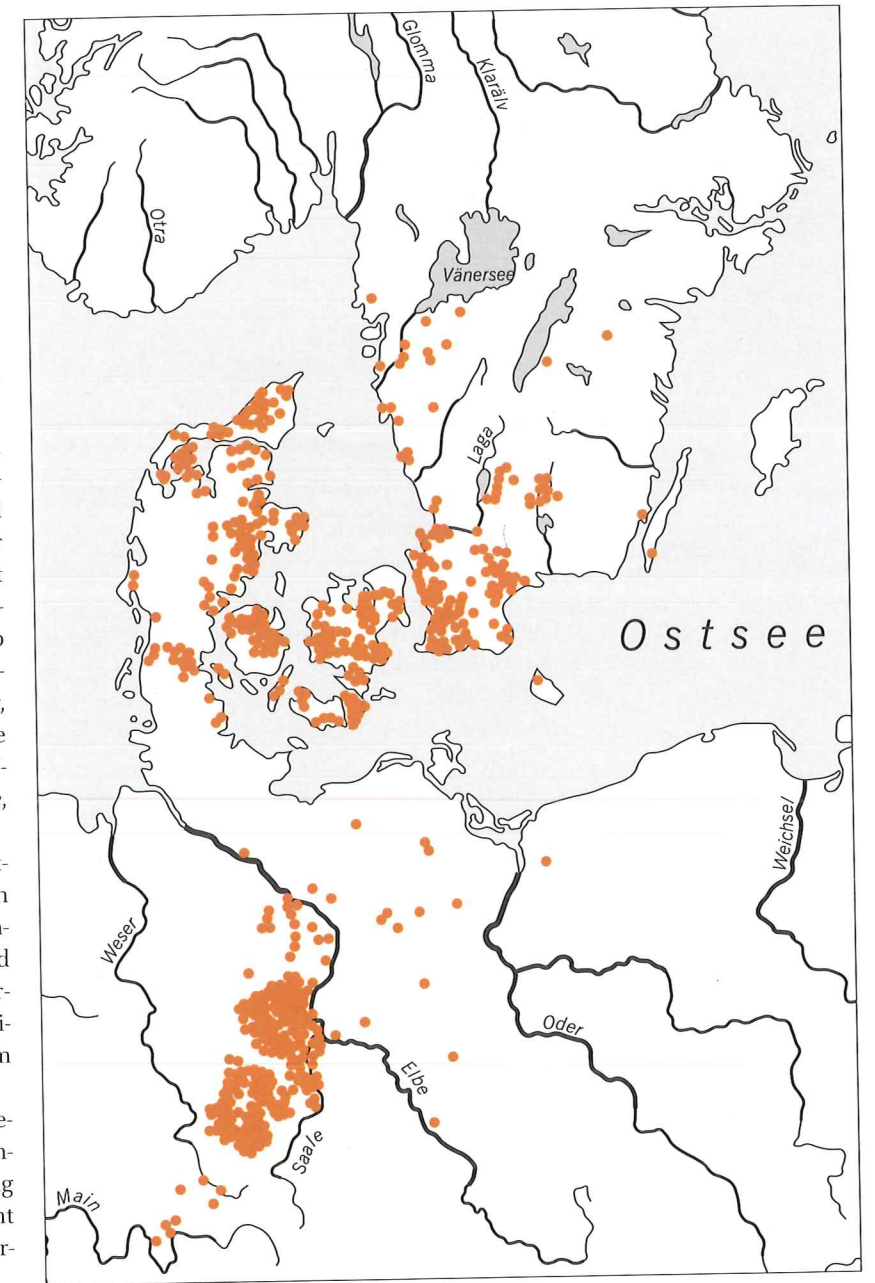 Glomma
Klarälv
Otra
Vänersee
Laga
Ostsee
Weichsel
Weser
Oder
Elbe
Saale
Main